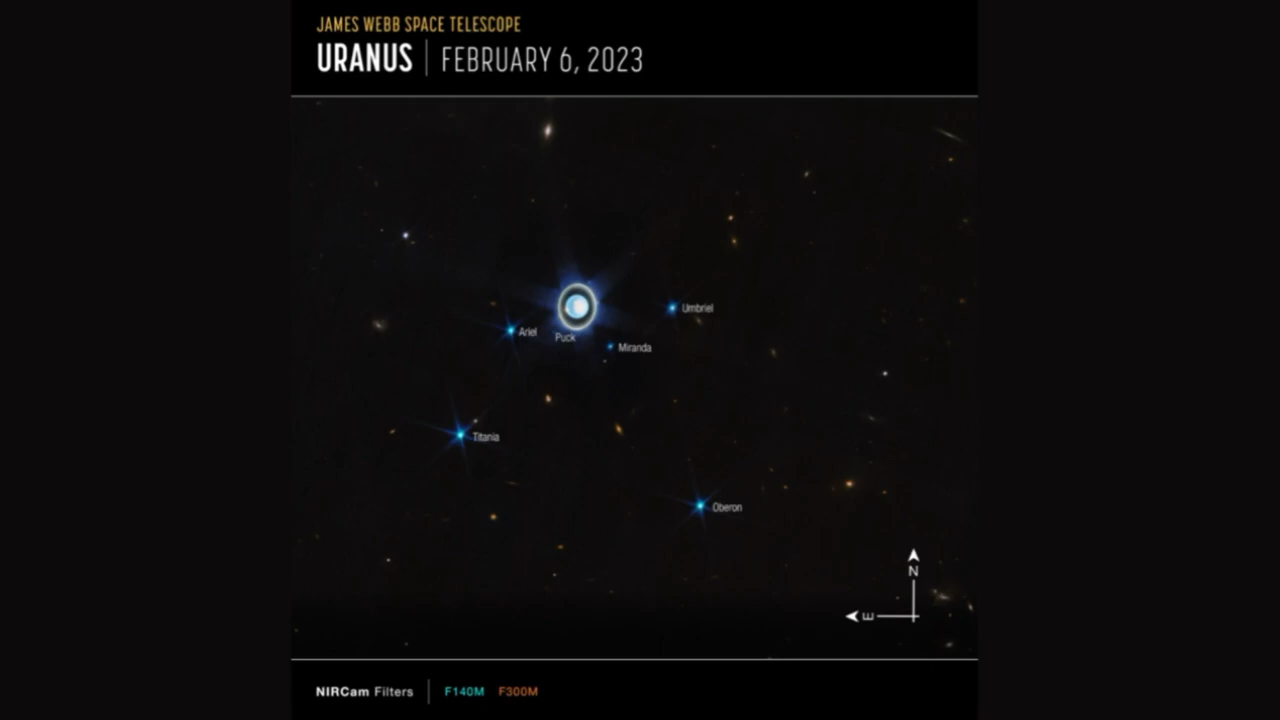 JAMES WEBB SPACE TELESCOPE
URANUS | FEBRUARY 6, 2023
Umbriel
Ariel
Puck
Miranda
Titania
Oberon
N
E
NIRCam Filters | F140M F300M